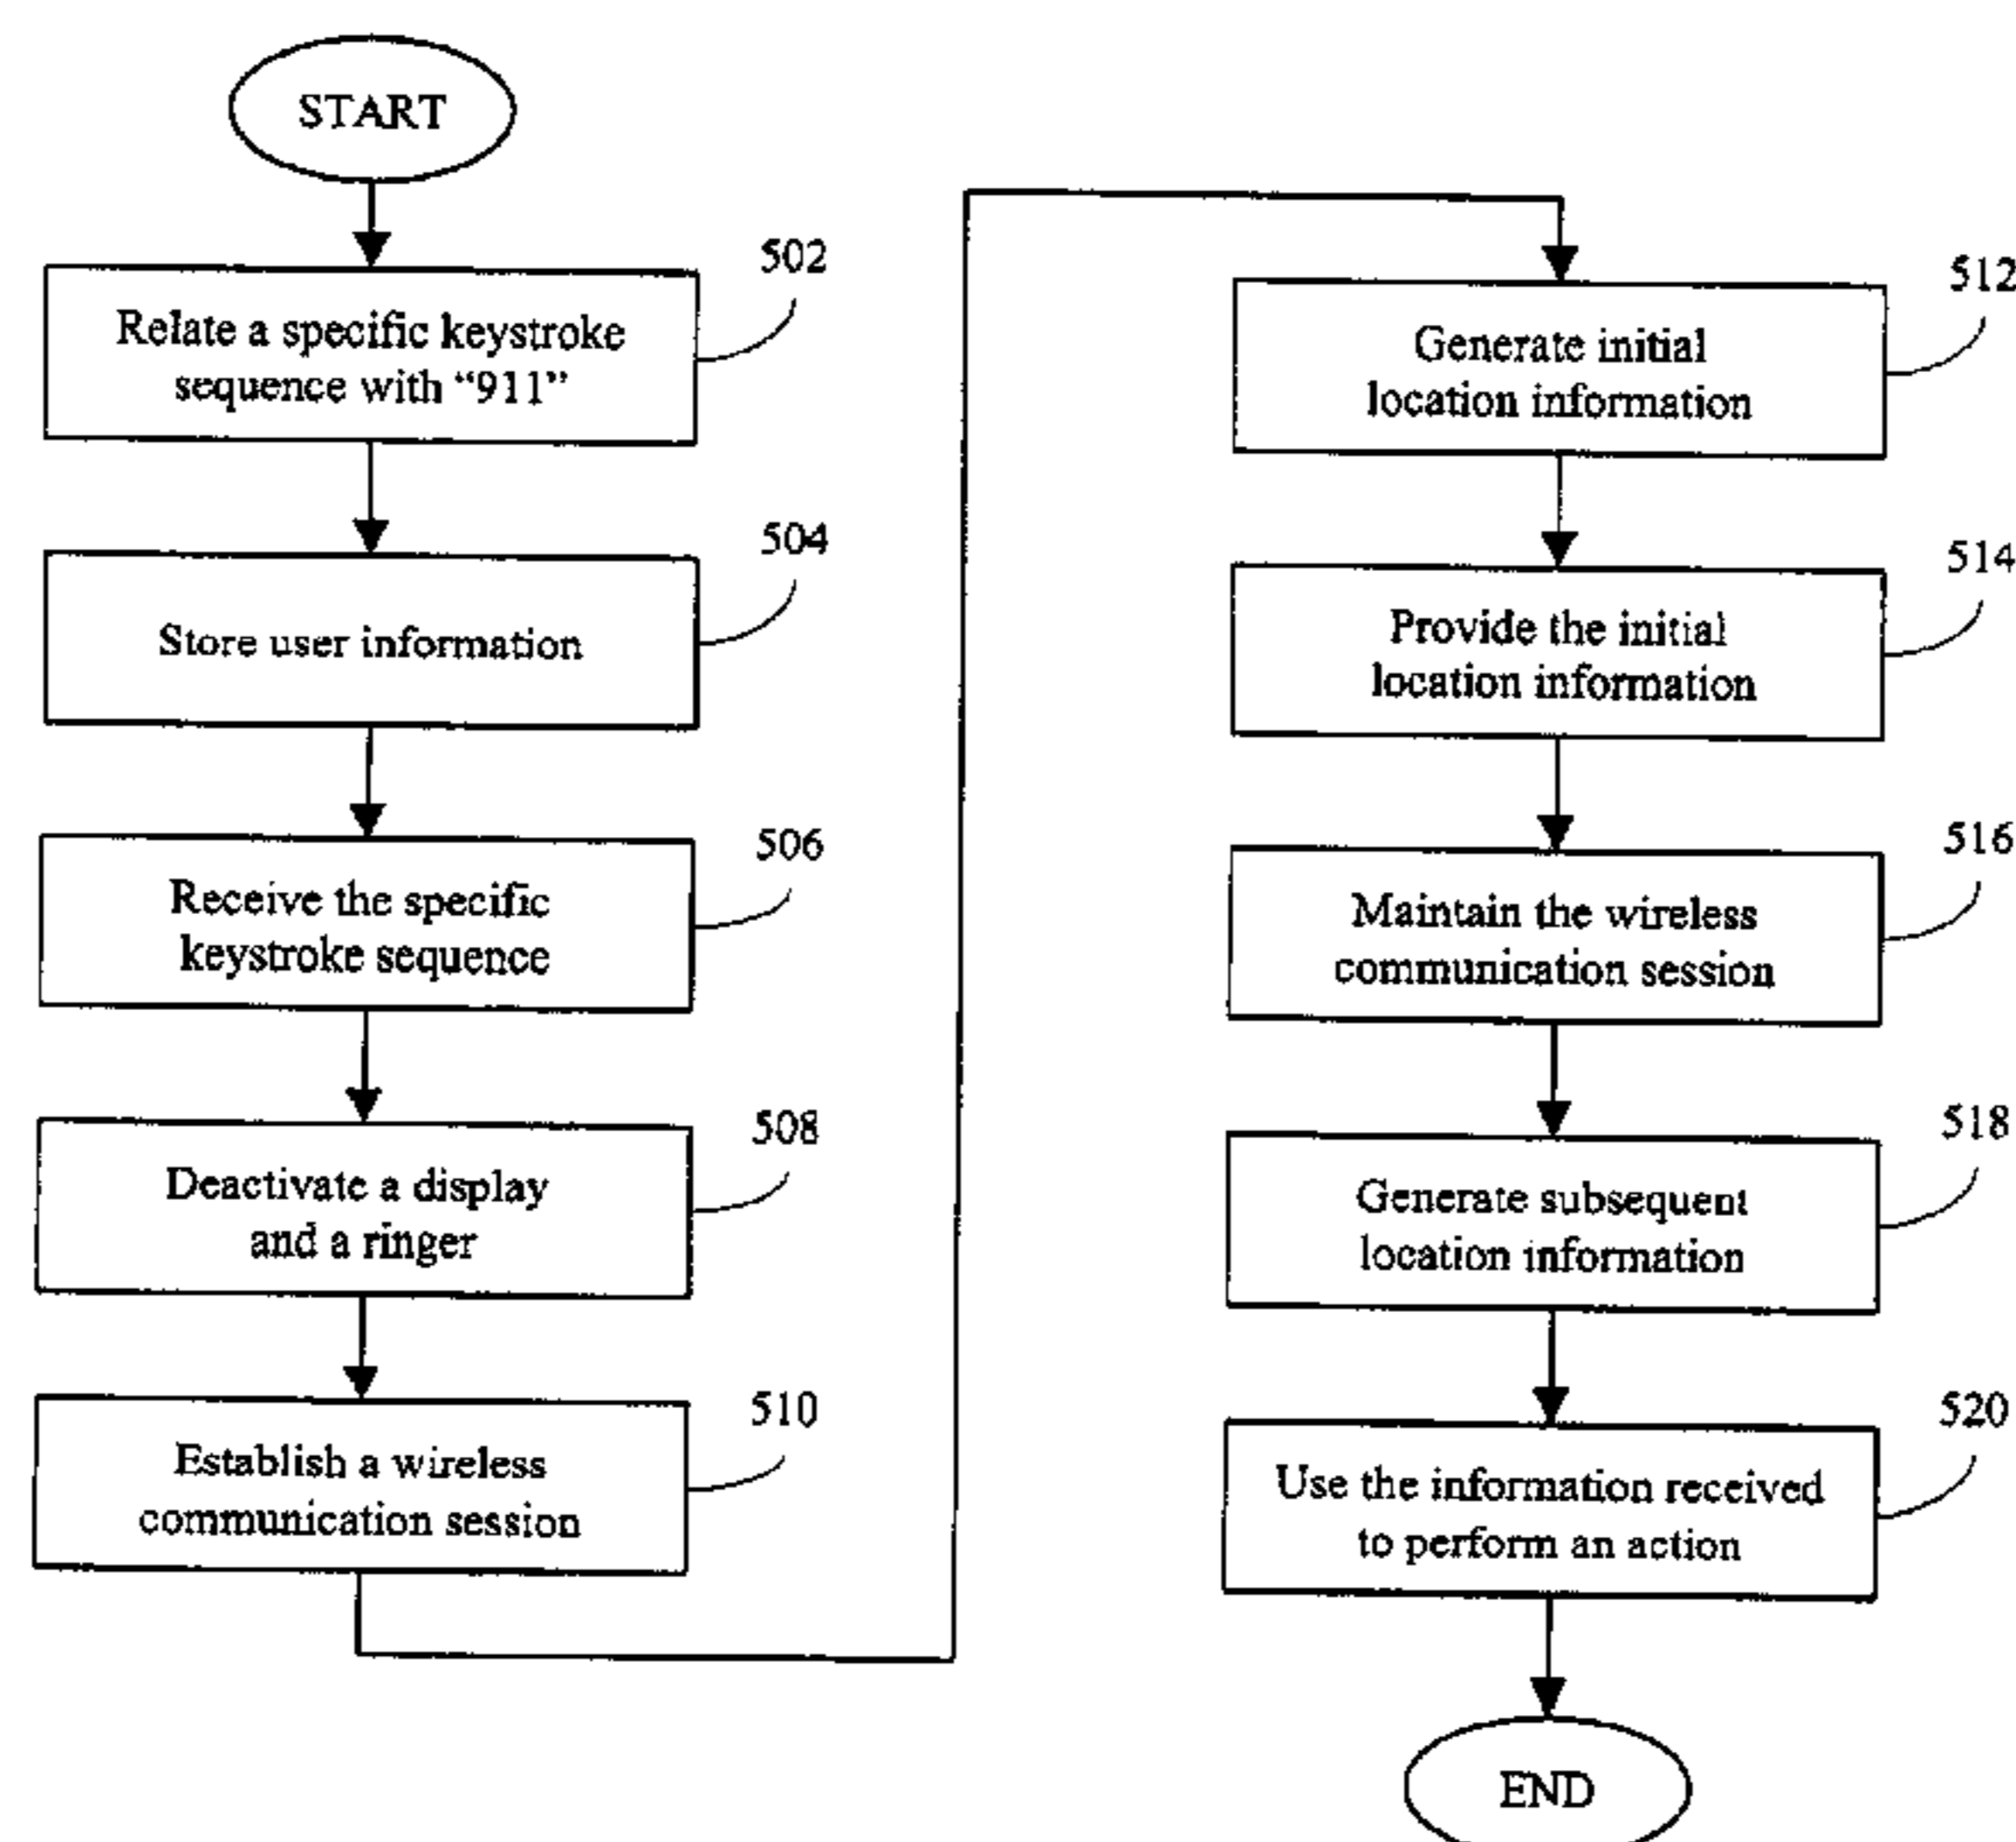 START
502
Relate a specific keystroke
sequence with “911”
504
Store user information
506
Receive the specific
keystroke sequence
508
Deactivate a display
and a ringer
510
Establish a wireless
communication session
512
Generate initial
location information
514
Provide the initial
location information
516
Maintain the wireless
communication session
518
Generate subsequent
location information
520
Use the information received
to perform an action
END